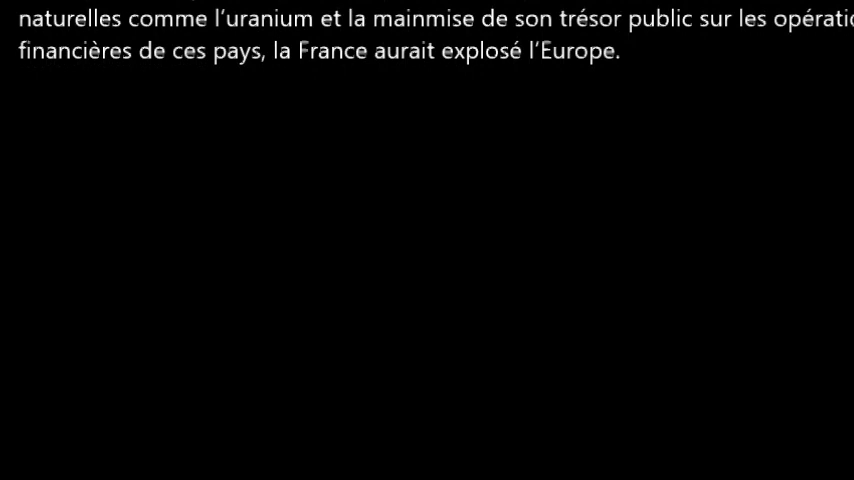 naturelles comme l’uranium et la mainmise de son trésor public sur les
financières de ces pays, la France aurait explosé l’Europe.